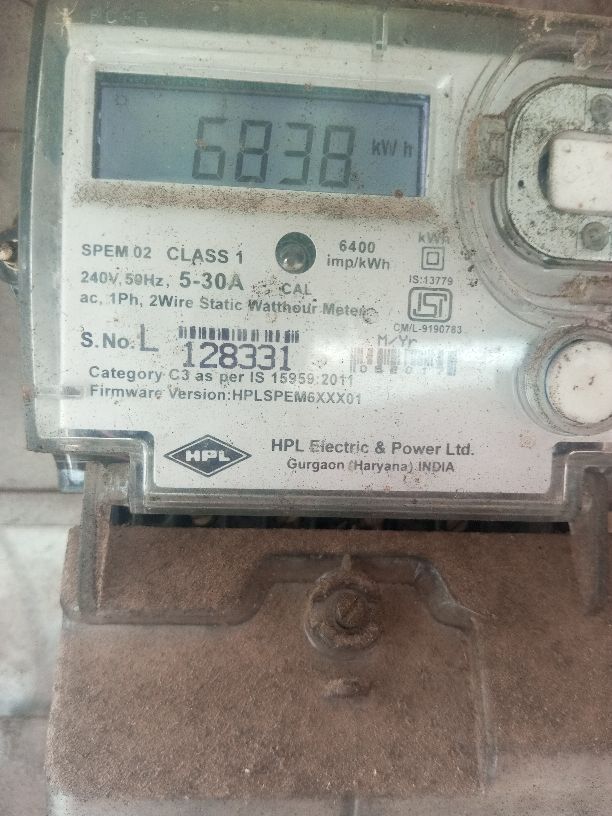 6838 kWh
SPEM 02 CLASS 1
6400
imp/kWh
kWh
IS:13779
240V, 50Hz, 5-30A
CAL
ac, 1Ph, 2Wire Static Watthour Meter
CM/L-9190783
S.No. L 128331
M/Yr
Category C3 as per IS 15959:2011
Firmware Version:HPLSPEM6XXX01
HPL
HPL Electric & Power Ltd.
Gurgaon (Haryana) INDIA